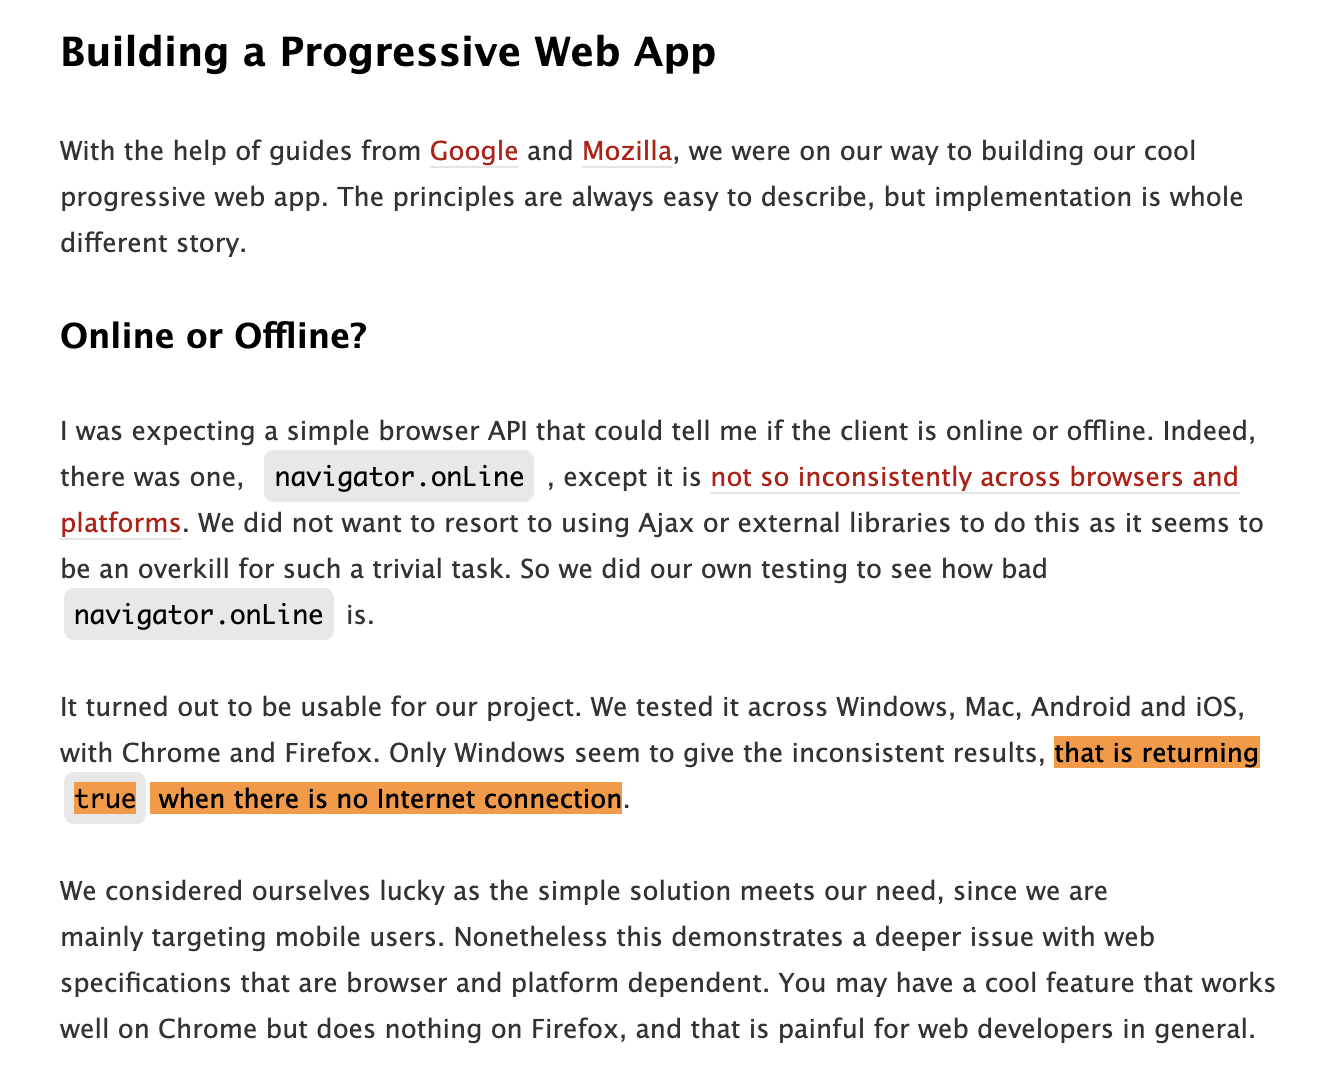 Building a Progressive Web App
With the help of guides from Google and Mozilla, we were on our way to building our cool
progressive web app. The principles are always easy to describe, but implementation is whole
different story.
Online or Offline?
I was expecting a simple browser API that could tell me if the client is online or offline. Indeed,
there was one, navigator.onLine , except it is not so inconsistently across browsers and
platforms. We did not want to resort to using Ajax or external libraries to do this as it seems to
be an overkill for such a trivial task. So we did our own testing to see how bad
navigator.onLine is.
It turned out to be usable for our project. We tested it across Windows, Mac, Android and iOS,
with Chrome and Firefox. Only Windows seem to give the inconsistent results, that is returning
true when there is no Internet connection.
We considered ourselves lucky as the simple solution meets our need, since we are
mainly targeting mobile users. Nonetheless this demonstrates a deeper issue with web
specifications that are browser and platform dependent. You may have a cool feature that works
well on Chrome but does nothing on Firefox, and that is painful for web developers in general.